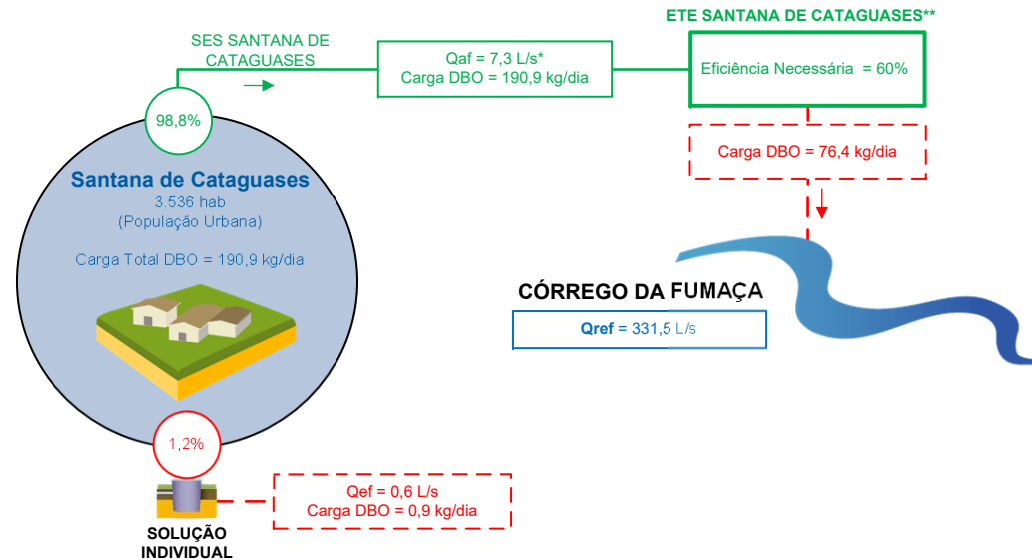 ETE SANTANA DE CATAGUASES**
SES SANTANA DE
CATAGUASES
Qaf = 7,3 L/s*
Carga DBO = 190,9 kg/dia
Eficiência Necessária = 60%
98,8%
Carga DBO = 76,4 kg/dia
Santana de Cataguases
3.536 hab
(População Urbana)
Carga Total DBO = 190,9 kg/dia
CÓRREGO DA FUMAÇA
Qref = 331,5 L/s
1,2%
Qef = 0,6 L/s
Carga DBO = 0,9 kg/dia
SOLUÇÃO
INDIVIDUAL